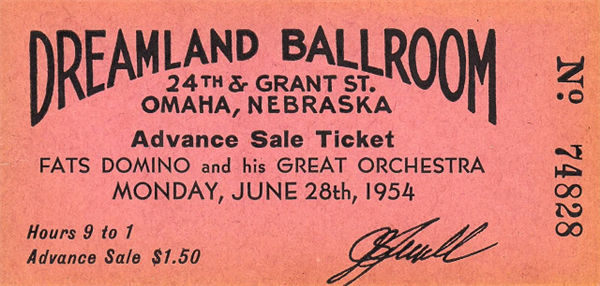 DREAMLAND BALLROOM
24TH & GRANT ST.
OMAHA, NEBRASKA
Advance Sale Ticket
FATS DOMINO and his GREAT ORCHESTRA
MONDAY, JUNE 28th, 1954
Hours 9 to 1
Advance Sale $1.50
No 74828